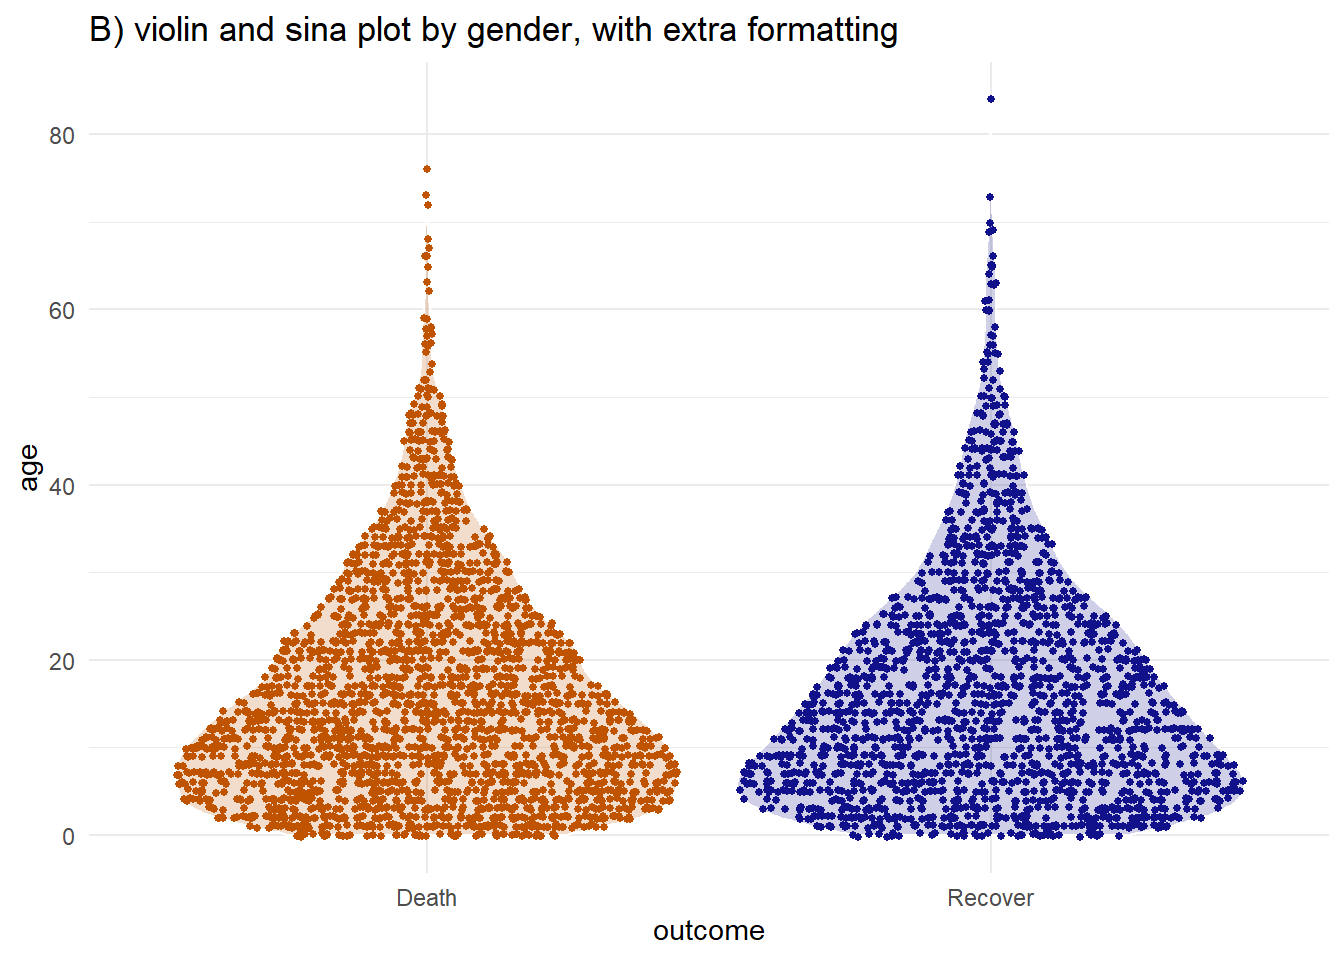 B) violin and sina plot by gender, with extra formatting
80
60
40
20
0
age
Death
Recover
outcome